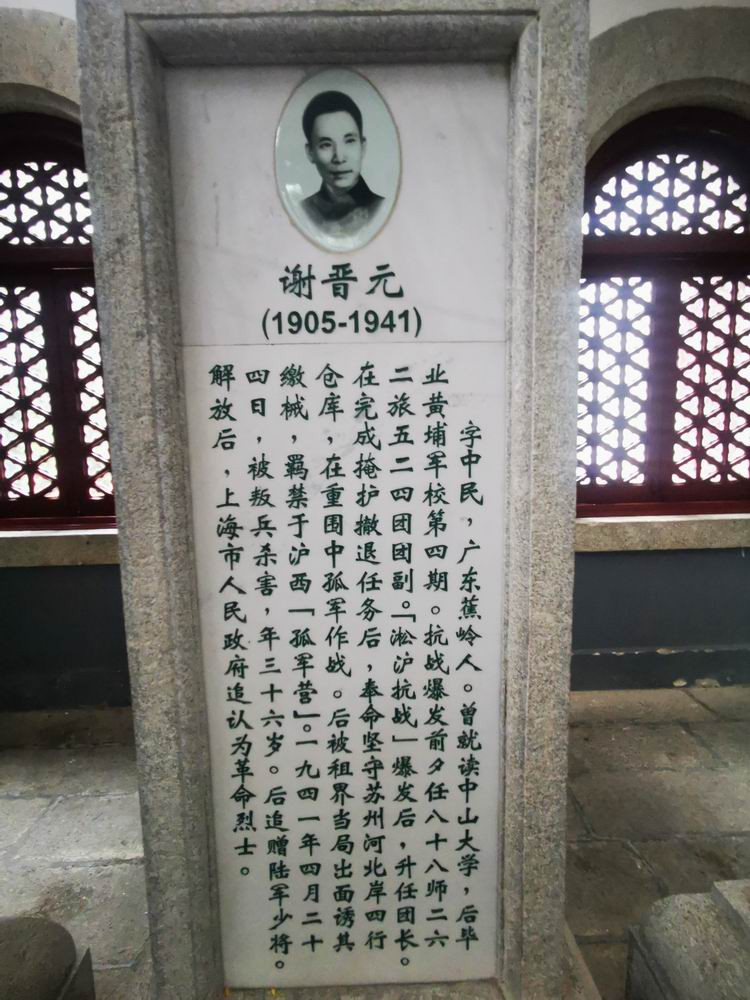 谢晋元
(1905-1941)
字中民，广东蕉岭人。曾就读中山大学，后毕
业黄埔军校第四期。抗战爆发前夕任八十八师二六
二旅五二四团团副。「淞沪抗战」爆发后，升任团长。
在完成掩护撤退任务后，奉命坚守苏州河北岸四行
仓库，在重围中孤军作战。后被租界当局出面诱其
缴械，羁禁于沪西「孤军营」。一九四一年四月二十
四日，被叛兵杀害，年三十六岁。后追赠陆军少将。
解放后，上海市人民政府追认为革命烈士。